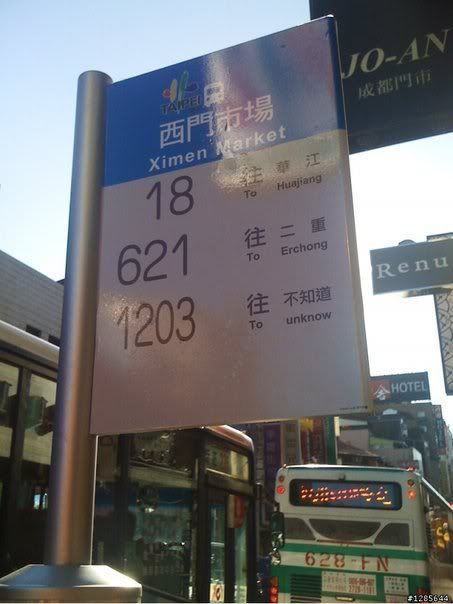 TAIPEI
西門市場
Ximen Market
18 往 華江
To Huajiang
621 往 二重
To Erchong
1203 往 不知道
To unknow
JO-AN
成都門市
Renu
HOTEL
628-FN
#1285644